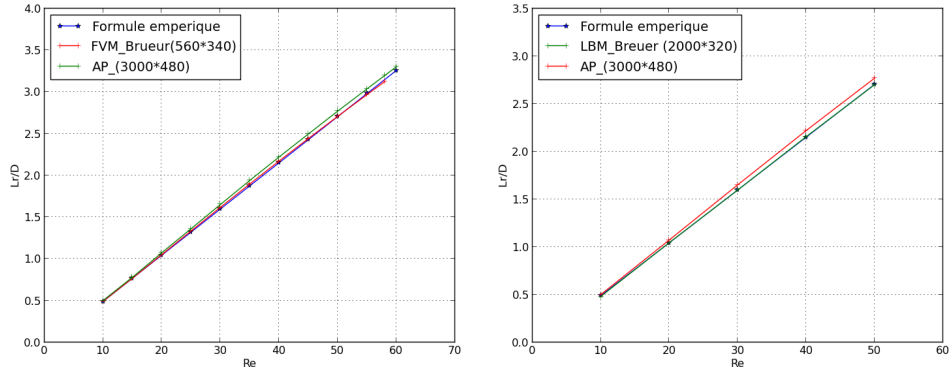 Formule emperique
FVM_Brueur(560*340)
AP_(3000*480)
4.0
3.5
3.0
2.5
2.0
1.5
1.0
0.5
0.0
Lr/D
0 10 20 30 40 50 60 70
Re
Formule emperique
LBM_Breuer (2000*320)
AP_(3000*480)
3.5
3.0
2.5
2.0
1.5
1.0
0.5
0.0
Lr/D
0 10 20 30 40 50 60
Re